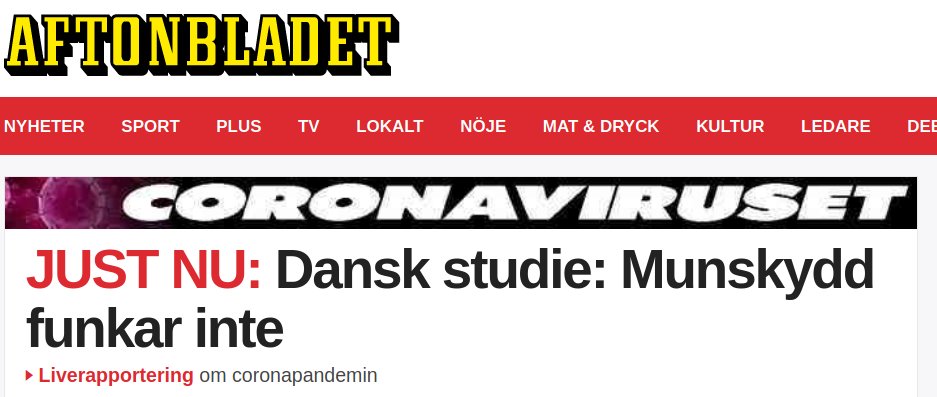 AFTONBLADET
NYHETER SPORT PLUS TV LOKALT NÖJE MAT & DRYCK KULTUR LEDARE
CORONAVIRUSET
JUST NU: Dansk studie: Munskydd
funkar inte
Liverapportering om coronapandemin